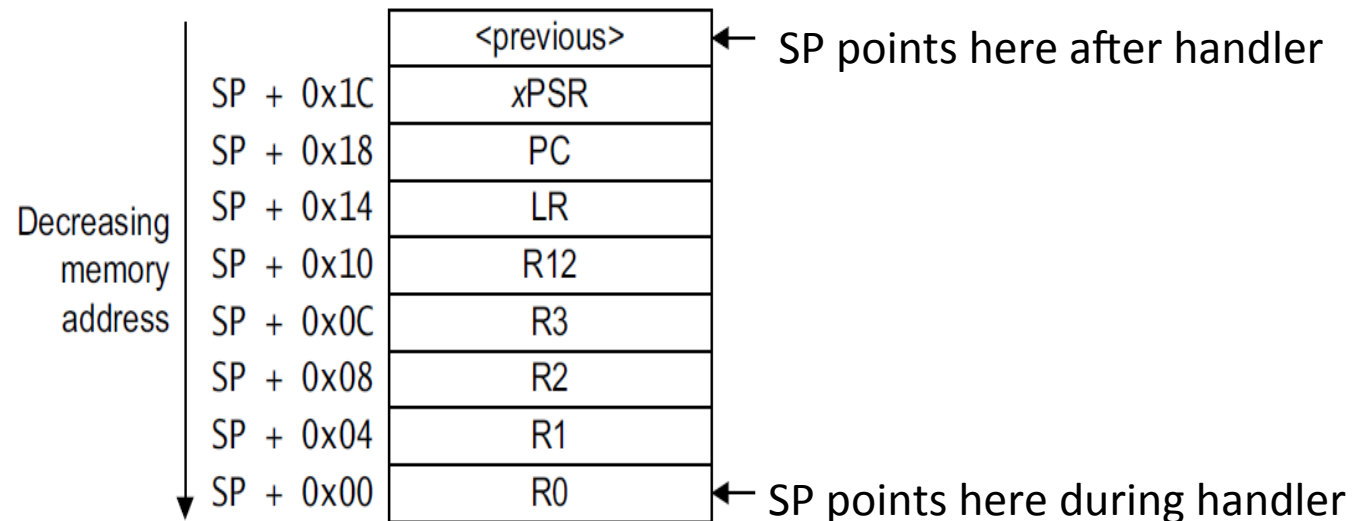 <previous>
SP points here after handler
SP + 0x1C xPSR
SP + 0x18 PC
SP + 0x14 LR
Decreasing
memory
address
SP + 0x10 R12
SP + 0x0C R3
SP + 0x08 R2
SP + 0x04 R1
SP + 0x00 R0
SP points here during handler